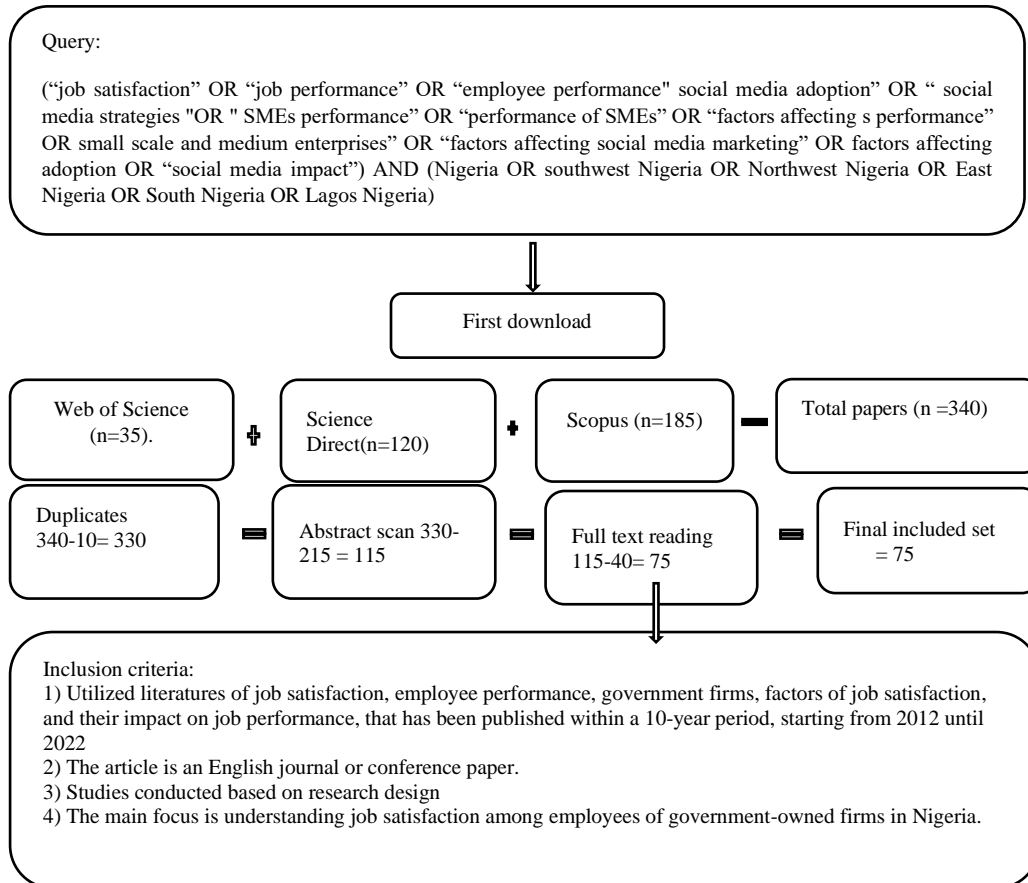 Query:
(“job satisfaction” OR “job performance” OR “employee performance" social media adoption” OR “ social
media strategies "OR " SMEs performance” OR “performance of SMEs” OR “factors affecting s performance”
OR small scale and medium enterprises” OR “factors affecting social media marketing” OR factors affecting
adoption OR “social media impact”) AND (Nigeria OR southwest Nigeria OR Northwest Nigeria OR East
Nigeria OR South Nigeria OR Lagos Nigeria)
First download
Web of Science
(n=35).
Science
Direct(n=120)
Scopus (n=185)
Total papers (n =340)
Duplicates
340-10= 330
Abstract scan 330-
215 = 115
Full text reading
115-40= 75
Final included set
= 75
Inclusion criteria:
1) Utilized literatures of job satisfaction, employee performance, government firms, factors of job satisfaction,
and their impact on job performance, that has been published within a 10-year period, starting from 2012 until
2022
2) The article is an English journal or conference paper.
3) Studies conducted based on research design
4) The main focus is understanding job satisfaction among employees of government-owned firms in Nigeria.